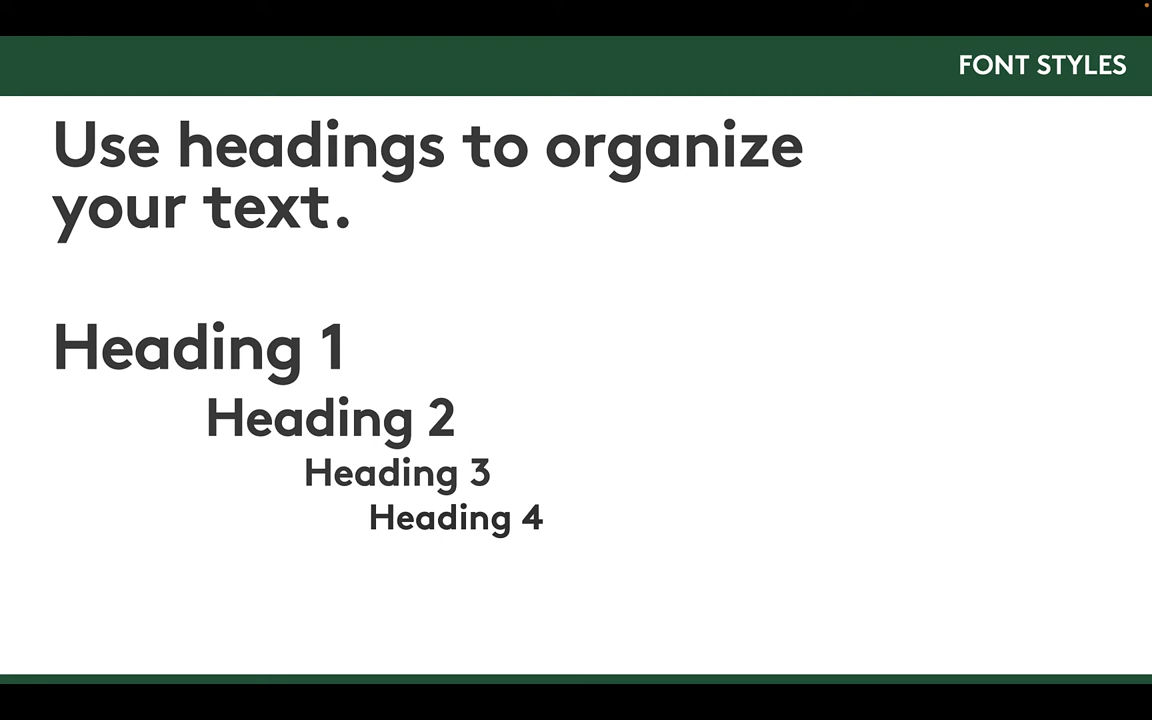 FONT STYLES
Use headings to organize
your text.
Heading 1
Heading 2
Heading 3
Heading 4